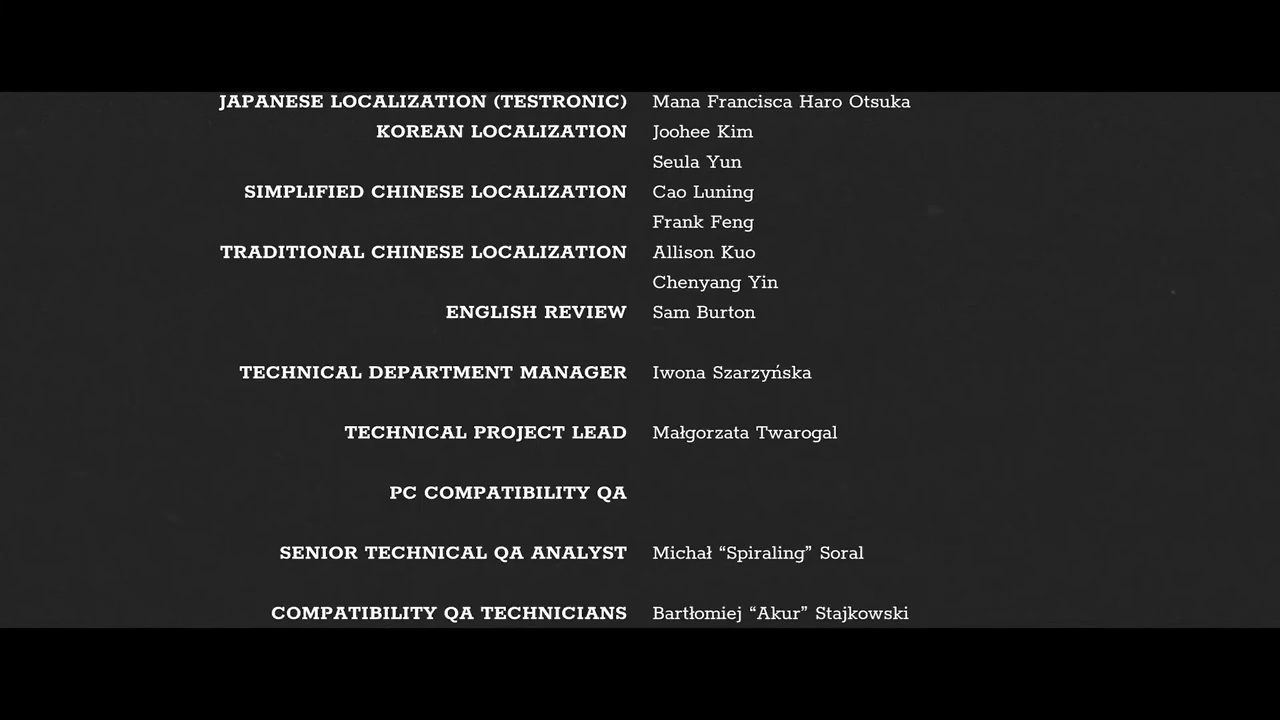 JAPANESE LOCALIZATION (TESTRONIC) Mana Francisca Haro Otsuka
KOREAN LOCALIZATION Joohee Kim
Seula Yun
SIMPLIFIED CHINESE LOCALIZATION Cao Luning
Frank Feng
TRADITIONAL CHINESE LOCALIZATION Allison Kuo
Chenyang Yin
ENGLISH REVIEW Sam Burton
TECHNICAL DEPARTMENT MANAGER Iwona Szarzyńska
TECHNICAL PROJECT LEAD Małgorzata Twarogal
PC COMPATIBILITY QA
SENIOR TECHNICAL QA ANALYST Michał “Spiraling” Soral
COMPATIBILITY QA TECHNICIANS Bartłomiej “Akur” Stajkowski